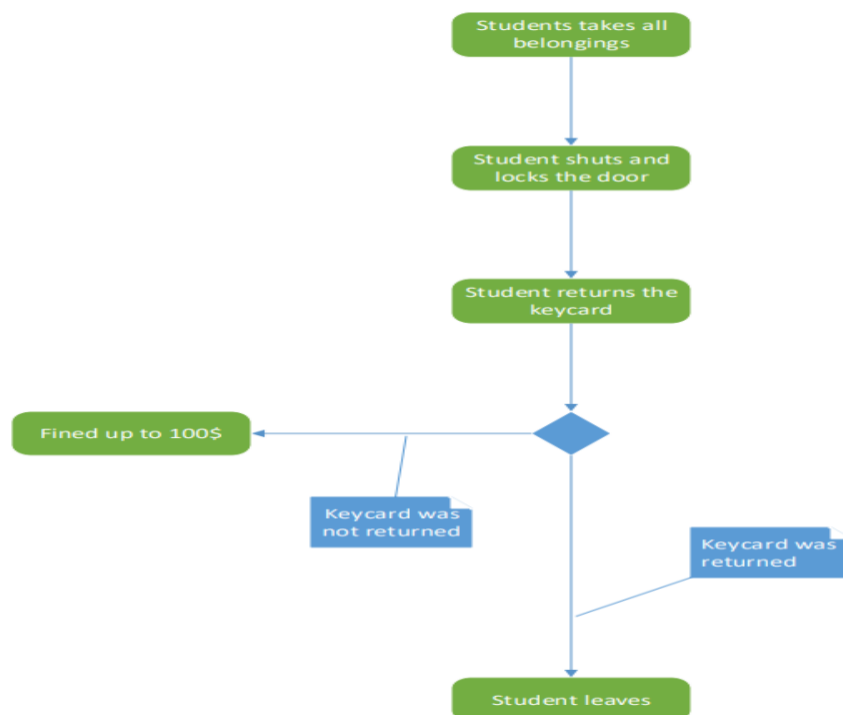 Students takes all
belongings
Student shuts and
locks the door
Student returns the
keycard
Fined up to 100$
Keycard was
not returned
Keycard was
returned
Student leaves